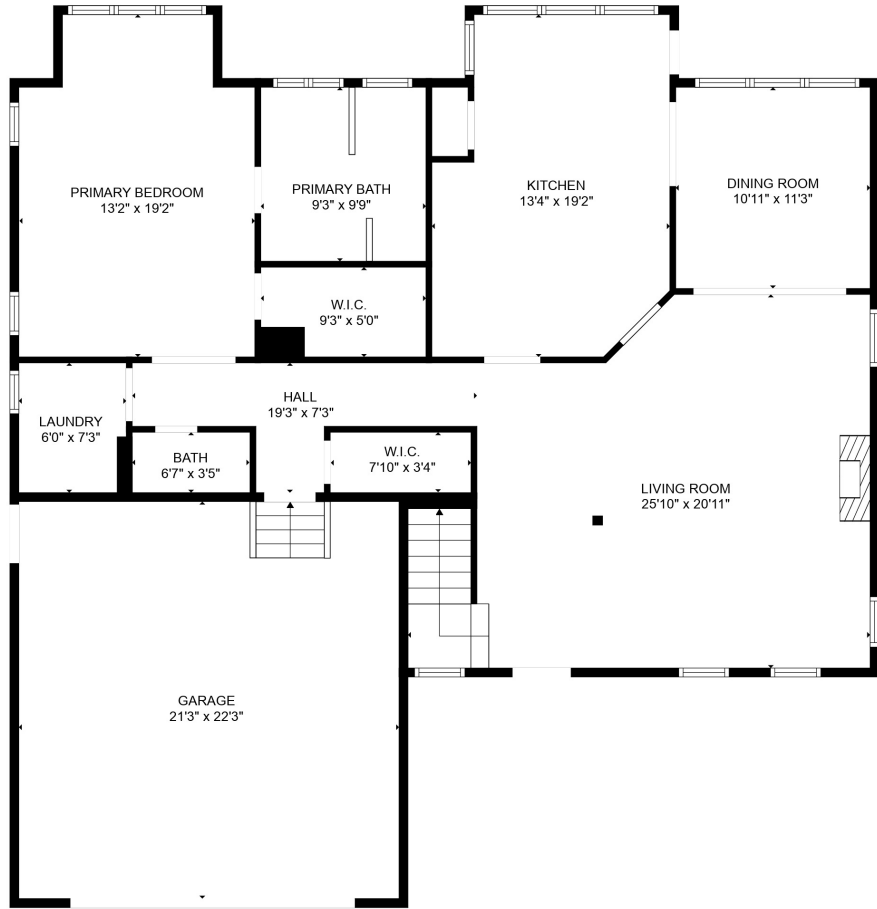 PRIMARY BEDROOM
13'2" x 19'2"
PRIMARY BATH
9'3" x 9'9"
KITCHEN
13'4" x 19'2"
DINING ROOM
10'11" x 11'3"
W.I.C.
9'3" x 5'0"
HALL
19'3" x 7'3"
LAUNDRY
6'0" x 7'3"
BATH
6'7" x 3'5"
W.I.C.
7'10" x 3'4"
LIVING ROOM
25'10" x 20'11"
GARAGE
21'3" x 22'3"